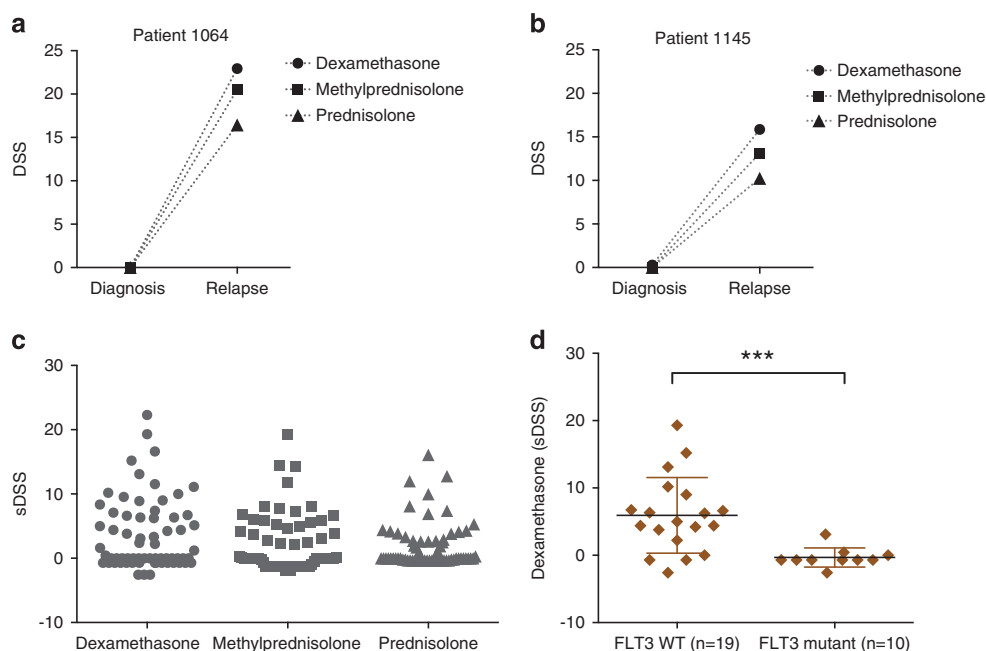 a
Patient 1064
25
20
15
10
5
0
DSS
Diagnosis
Relapse
Dexamethasone
Methylprednisolone
Prednisolone
b
Patient 1145
25
20
15
10
5
0
DSS
Diagnosis
Relapse
Dexamethasone
Methylprednisolone
Prednisolone
c
30
20
10
0
-10
sDSS
Dexamethasone
Methylprednisolone
Prednisolone
d
30
20
10
0
-10
Dexamethasone (sDSS)
***
FLT3 WT (n=19)
FLT3 mutant (n=10)